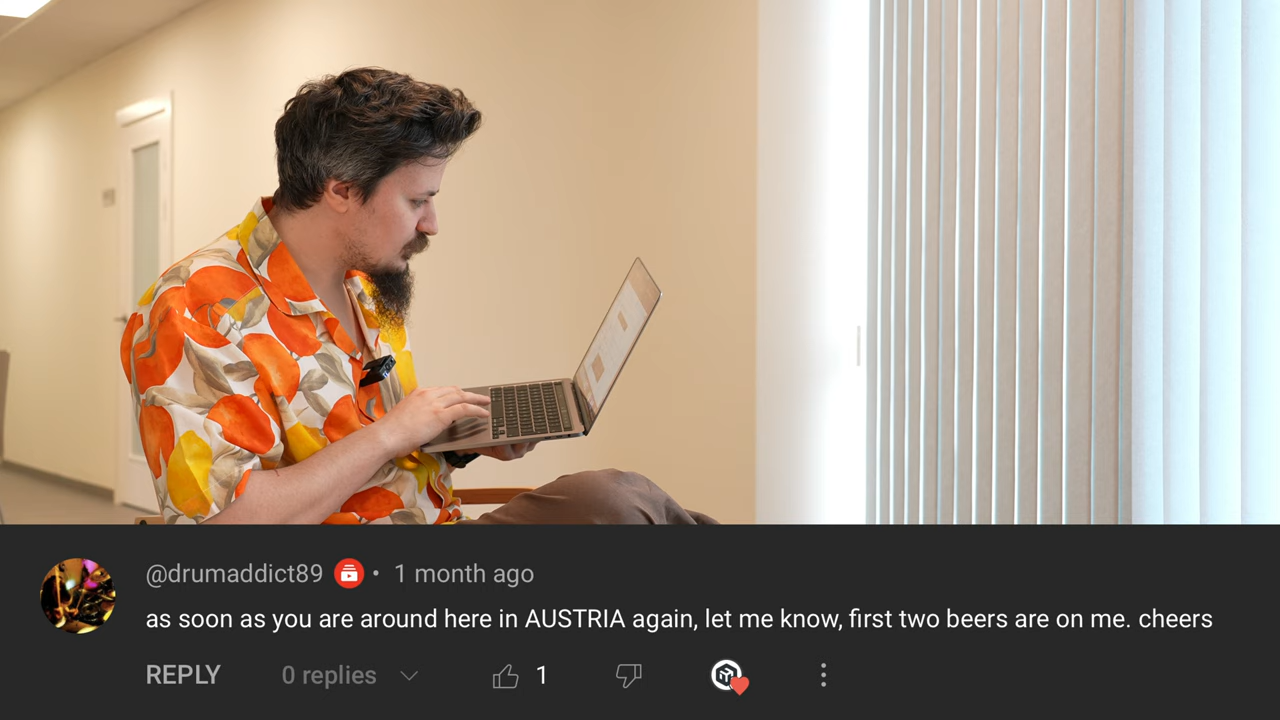 @drumaddict89 • 1 month ago
as soon as you are around here in AUSTRIA again, let me know, first two beers are on me. cheers
REPLY 0 replies 1